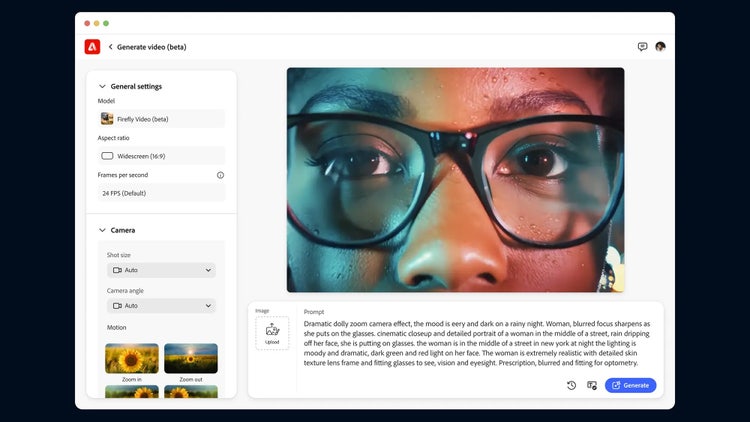 Generate video (beta)
General settings
Model
Firefly Video (beta)
Aspect ratio
Widescreen (16:9)
Frames per second
24 FPS (Default)
Camera
Shot size
Auto
Camera angle
Auto
Motion
Zoom in
Zoom out
Image
Upload
Prompt
Dramatic dolly zoom camera effect, the mood is eery and dark on a rainy night. Woman, blurred focus sharpens as
she puts on the glasses. cinematic closeup and detailed portrait of a woman in the middle of a street, rain dripping
off her face, she is putting on glasses. the woman is in the middle of a street in new york at night the lighting is
moody and dramatic, dark green and red light on her face. The woman is extremely realistic with detailed skin
texture lens frame and fitting glasses to see, vision and eyesight. Prescription, blurred and fitting for optometry.
Generate